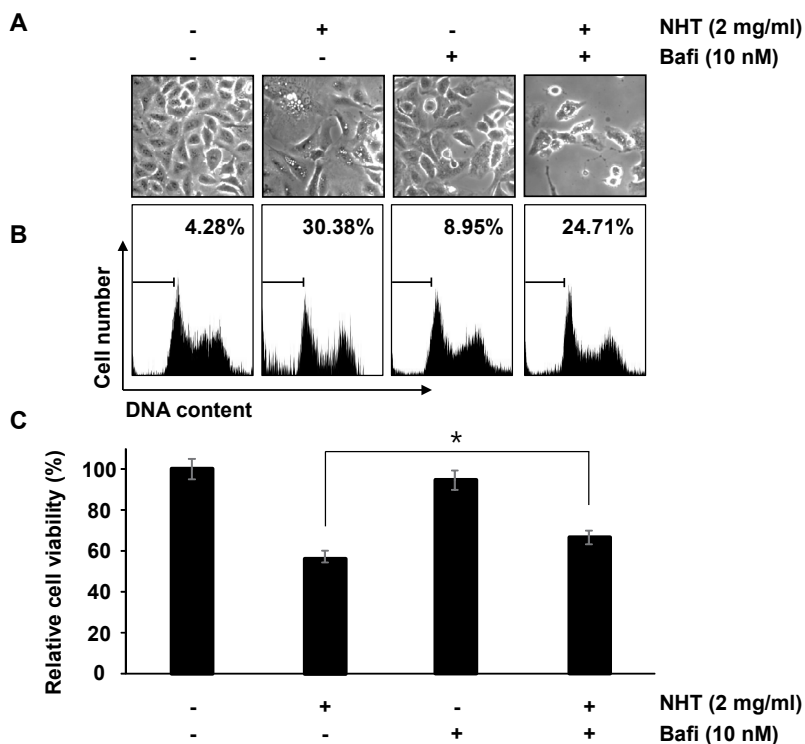 A
- + - + NHT (2 mg/ml)
- - + + Bafi (10 nM)
B
4.28% 30.38% 8.95% 24.71%
Cell number
DNA content
C
*
Relative cell viability (%)
100
80
60
40
20
0
- + - + NHT (2 mg/ml)
- - + + Bafi (10 nM)